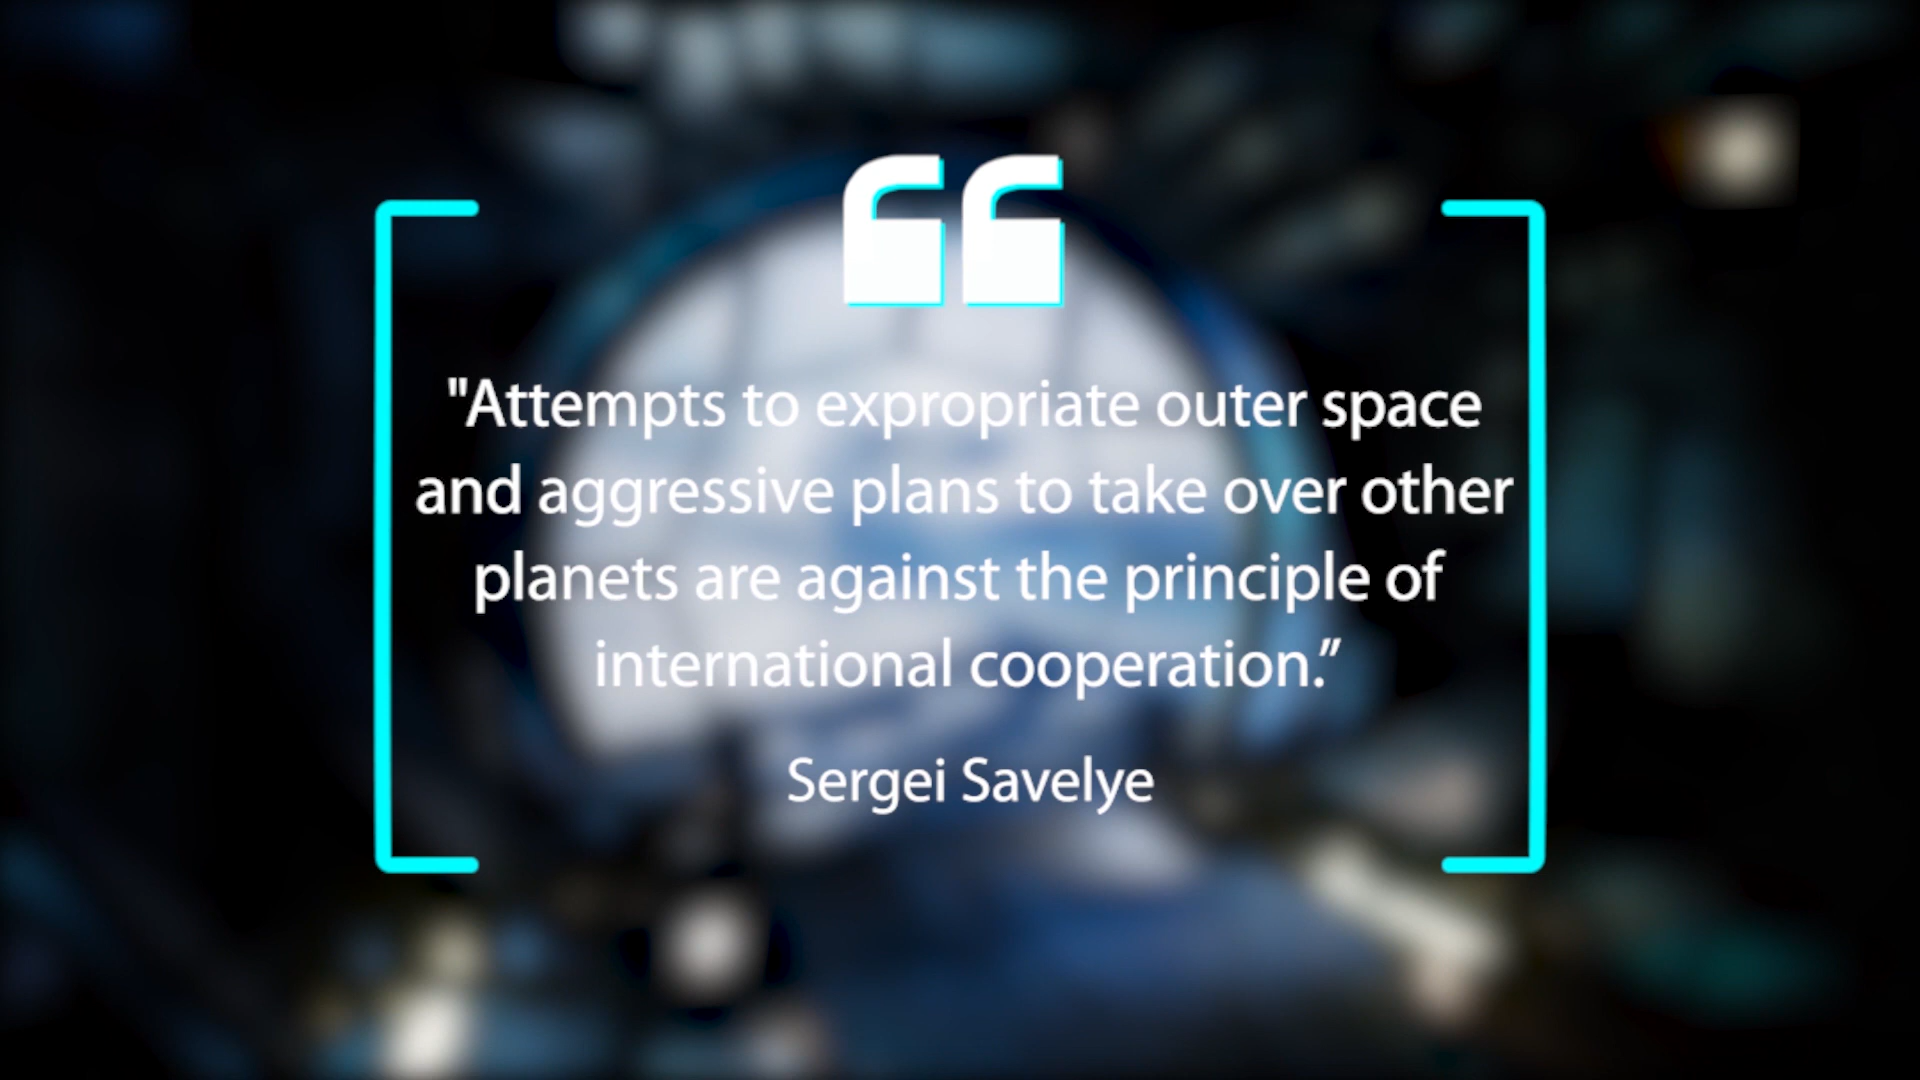 "Attempts to expropriate outer space
and aggressive plans to take over other
planets are against the principle of
international cooperation.”
Sergei Savelye